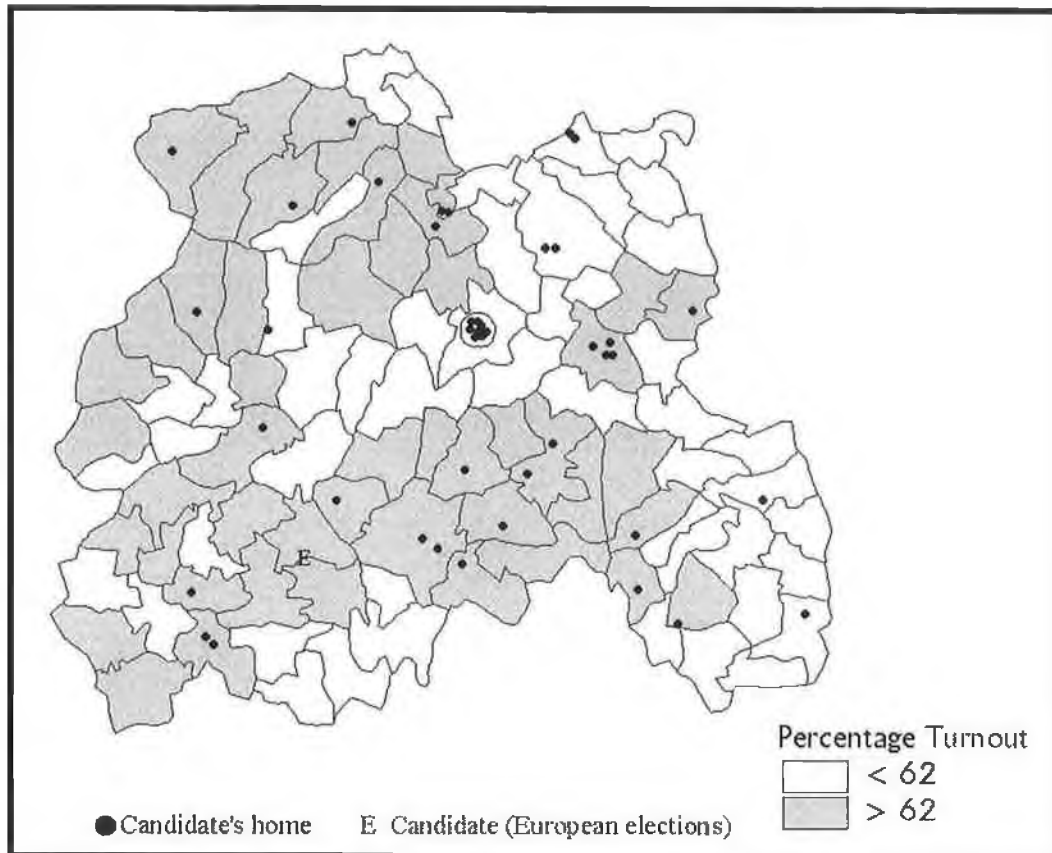 E
Percentage Turnout
< 62
> 62
Candidate's home E Candidate (European elections)